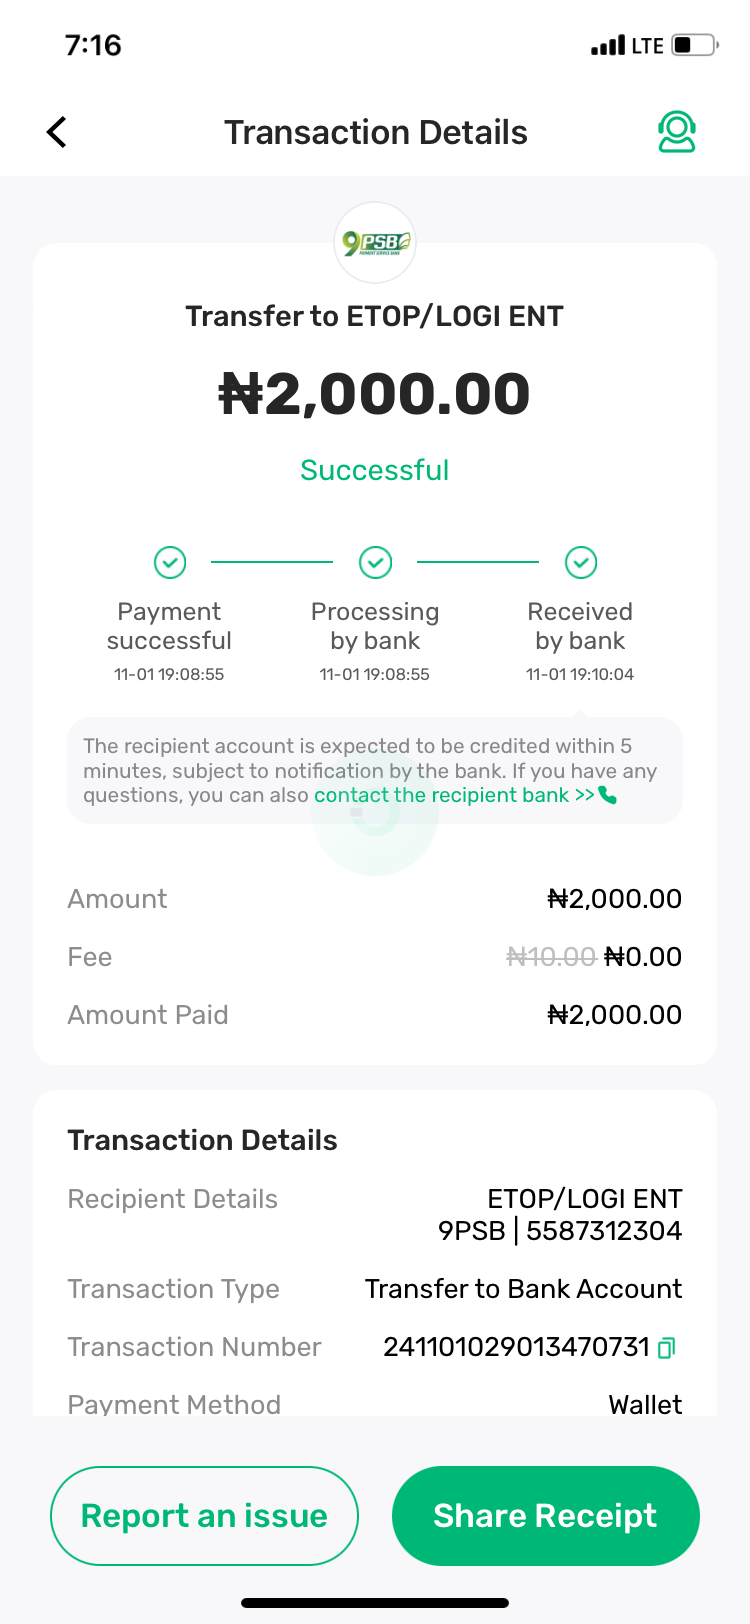 7:16
LTE
Transaction Details
9PSB
PAYMENT SERVICE BANK
Transfer to ETOP/LOGI ENT
₦2,000.00
Successful
Payment
successful
11-01 19:08:55
Processing
by bank
11-01 19:08:55
Received
by bank
11-01 19:10:04
The recipient account is expected to be credited within 5
minutes, subject to notification by the bank. If you have any
questions, you can also contact the recipient bank >>
Amount ₦2,000.00
Fee ₦10.00 ₦0.00
Amount Paid ₦2,000.00
Transaction Details
Recipient Details ETOP/LOGI ENT
9PSB | 5587312304
Transaction Type Transfer to Bank Account
Transaction Number 241101029013470731
Payment Method Wallet
Report an issue
Share Receipt